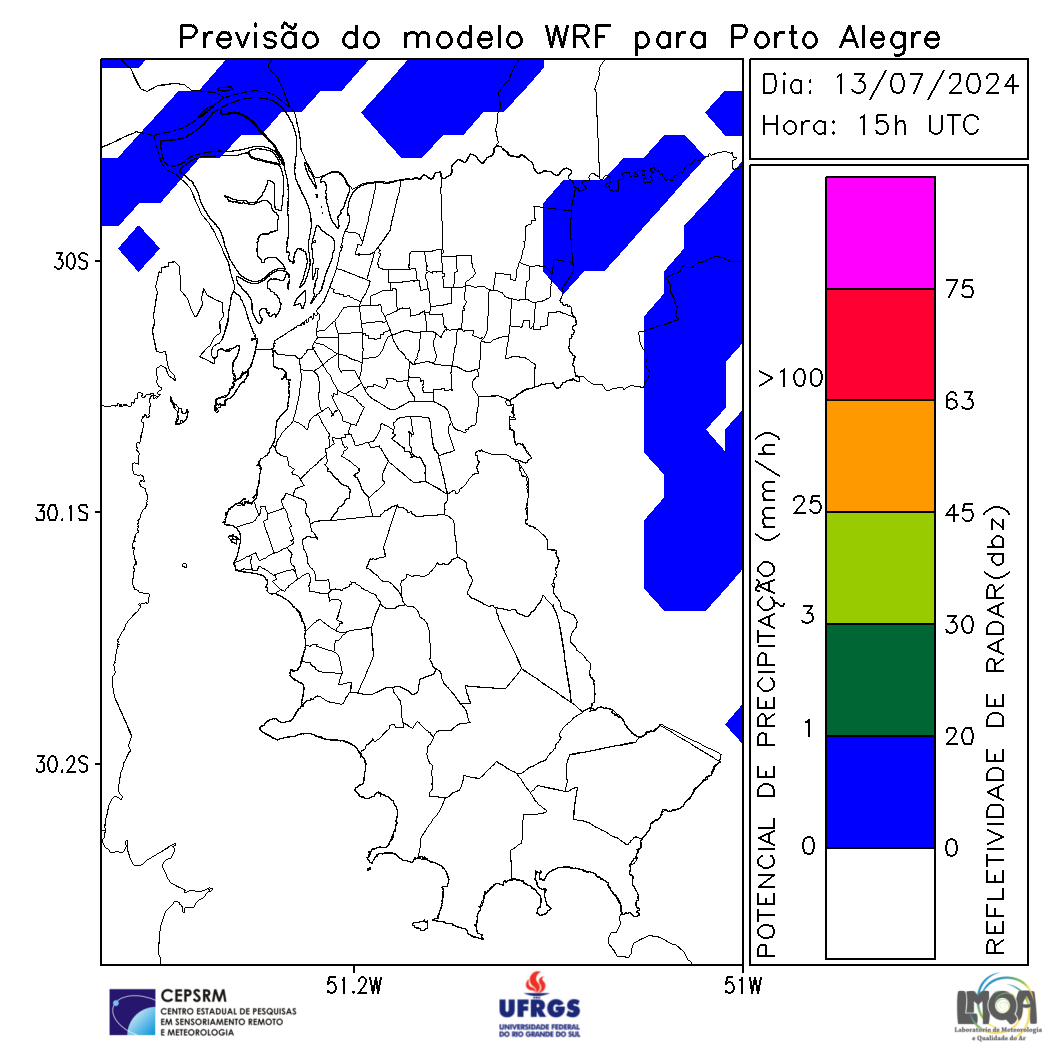 Previsão do modelo WRF para Porto Alegre
Dia: 13/07/2024
Hora: 15h UTC
30S
30.1S
30.2S
51.2W
51W
POTENCIAL DE PRECIPITAÇÃO (mm/h)
>100
25
3
1
0
75
63
45
30
20
0
REFLETIVIDADE DE RADAR(dbz)
CEPSRM
CENTRO ESTADUAL DE PESQUISAS
EM SENSORIAMENTO REMOTO
E METEOROLOGIA
UFRGS
UNIVERSIDADE FEDERAL
DO RIO GRANDE DO SUL
LMQA
Laboratório de Meteorologia
e Qualidade do Ar